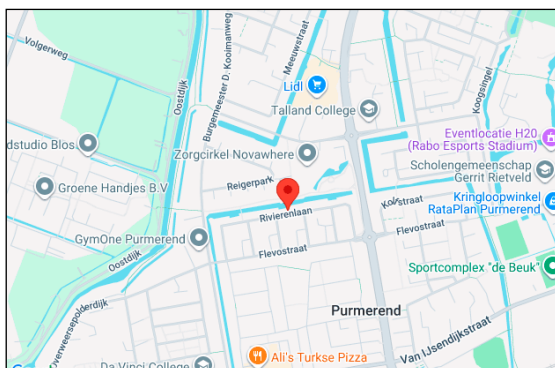 Volgerweg
Oostdijk
Burgemeester D. Kooimanweg
Meeuwstraat
Lidl
Talland College
Koogsingel
Eventlocatie H20
(Rabo Esports Stadium)
dstudio Blos
Zorgcirkel Novawhere
Scholengemeenschap
Gerrit Rietveld
Groene Handjes B.V
Reigerpark
Kringloopwinkel
RataPlan Purmerend
Rivierenlaan
Flevostraat
GymOne Purmerend
Flevostraat
Oostdijk
Sportcomplex "de Beuk"
Overweersepolderdijk
Purmerend
Van IJsendijkstraat
Ali's Turkse Pizza
Da Vinci College